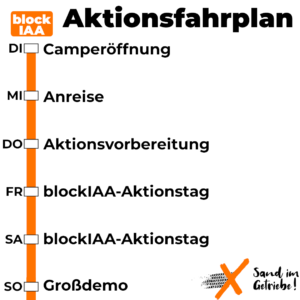 block
IAA
Aktionsfahrplan
DI Camperöffnung
MI Anreise
DO Aktionsvorbereitung
FR blockIAA-Aktionstag
SA blockIAA-Aktionstag
SO Großdemo
Sand im
Getriebe!